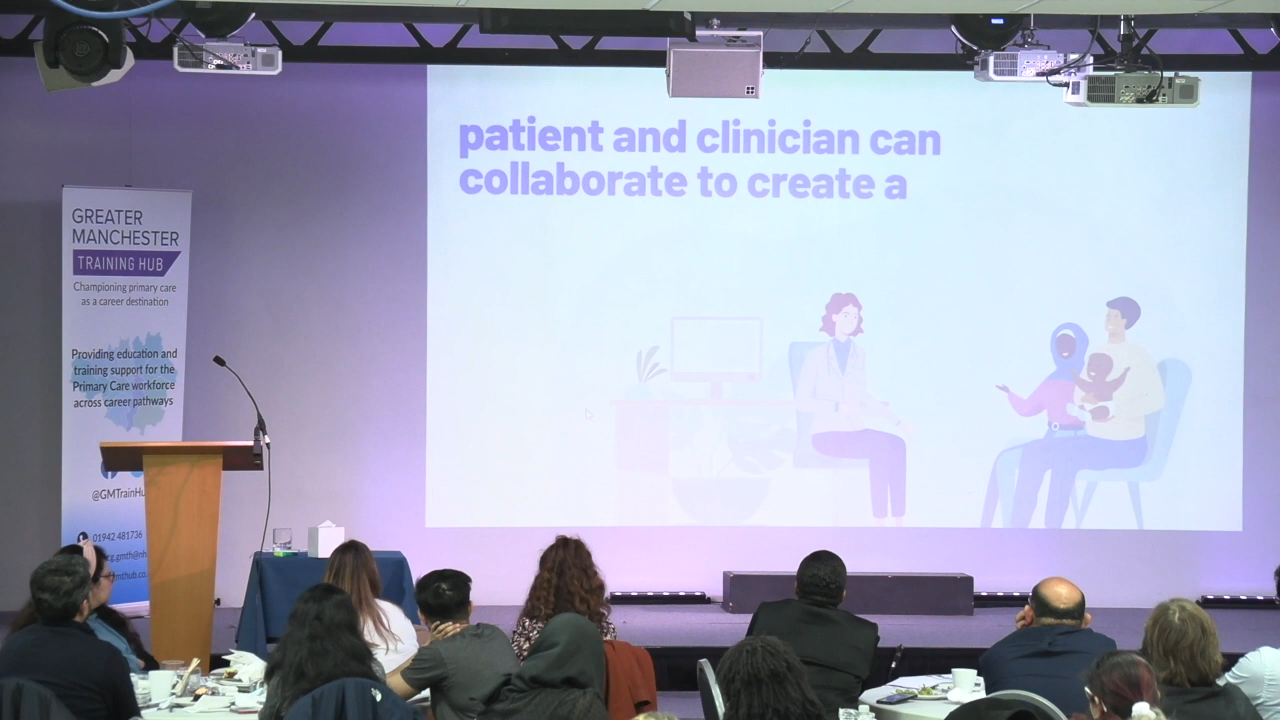 patient and clinician can
collaborate to create a
GREATER
MANCHESTER
TRAINING HUB
Championing primary care
as a career destination
Providing education and
training support for the
Primary Care workforce
across career pathways
@GMTrainHu
01942 481736